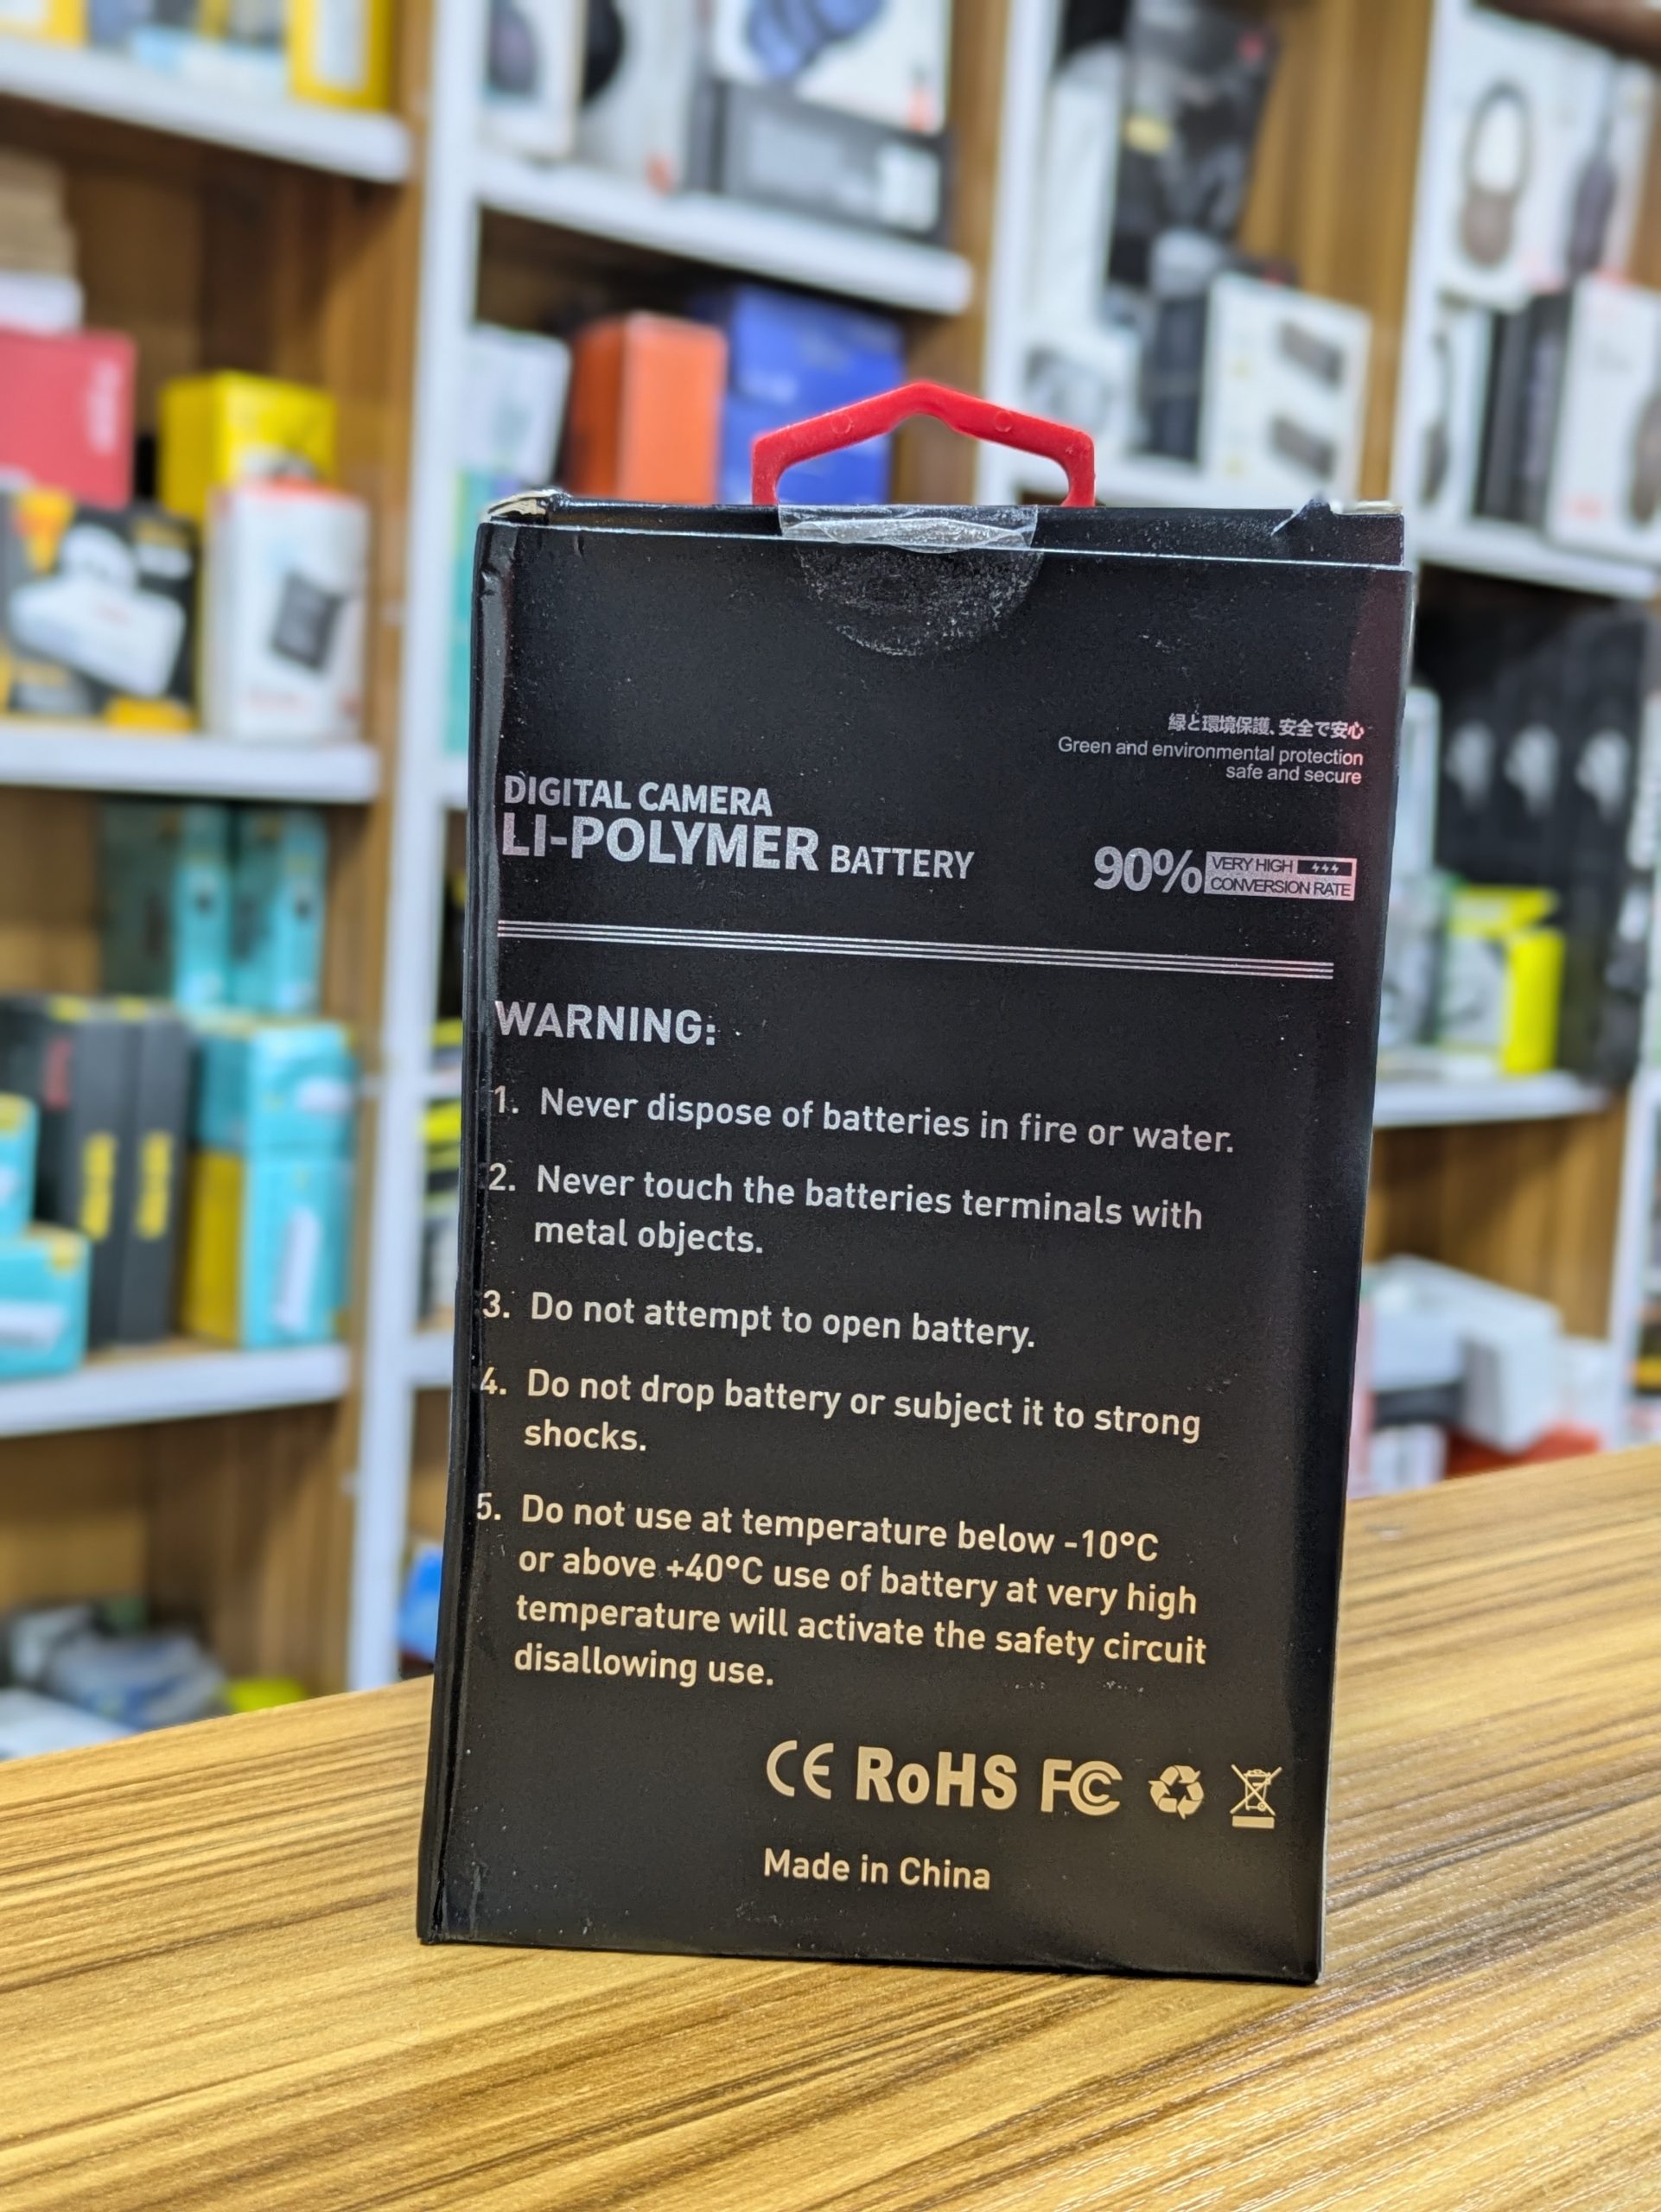 緑と環境保護、安全で安心
Green and environmental protection
safe and secure
DIGITAL CAMERA
LI-POLYMER BATTERY
90% VERY HIGH
CONVERSION RATE
WARNING:
1. Never dispose of batteries in fire or water.
2. Never touch the batteries terminals with
metal objects.
3. Do not attempt to open battery.
4. Do not drop battery or subject it to strong
shocks.
5. Do not use at temperature below -10°C
or above +40°C use of battery at very high
temperature will activate the safety circuit
disallowing use.
CE RoHS FC
Made in China